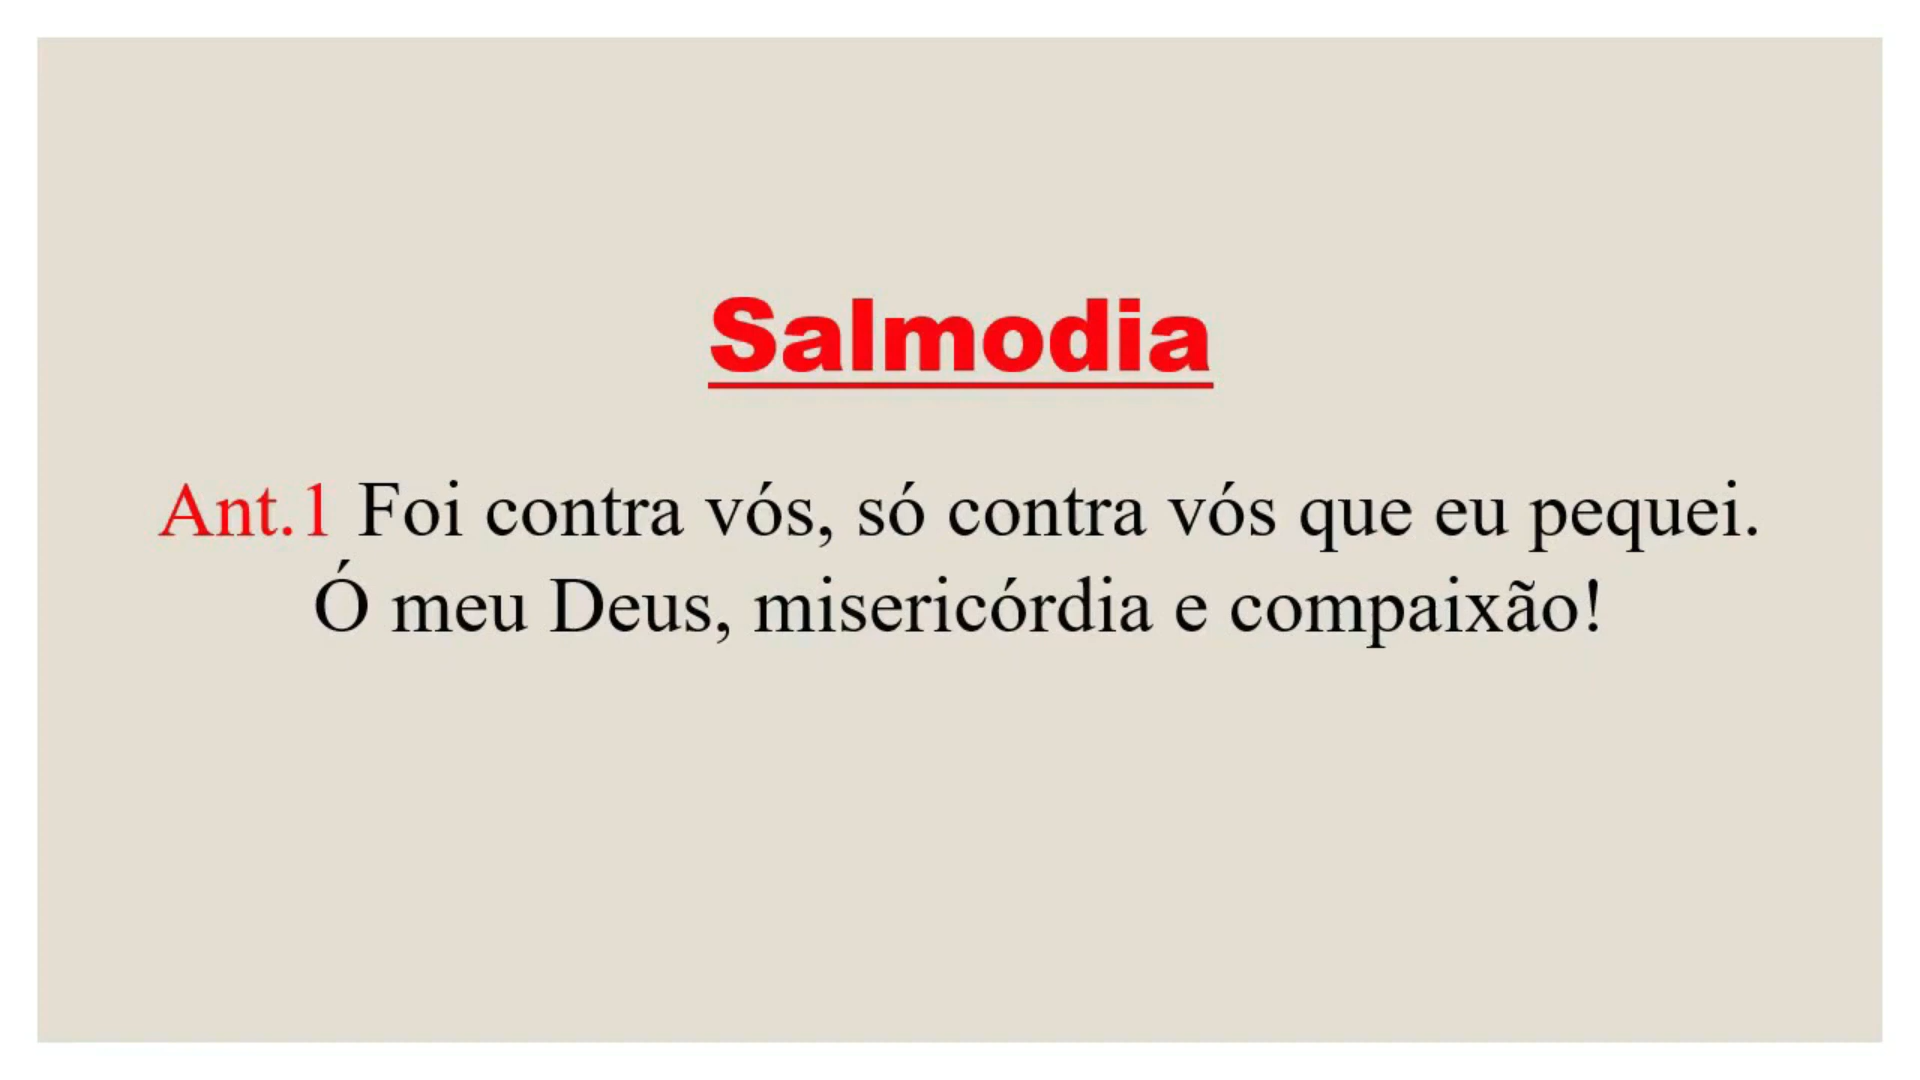 Salmodia
Ant.1 Foi contra vós, só contra vós que eu pequei.
Ó meu Deus, misericórdia e compaixão!